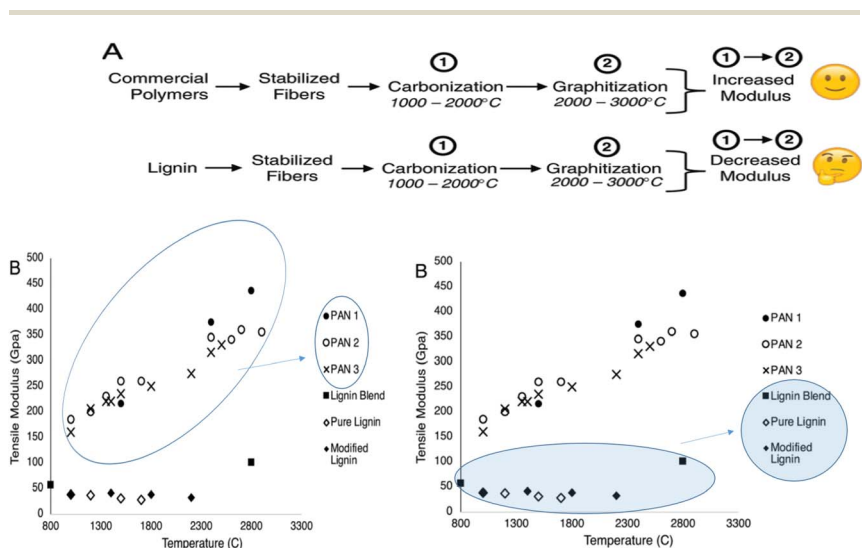 A
① ② ① → ②
Commercial Polymers → Stabilized Fibers → Carbonization 1000 – 2000°C → Graphitization 2000 – 3000°C Increased Modulus
① ② ① → ②
Lignin → Stabilized Fibers → Carbonization 1000 – 2000°C → Graphitization 2000 – 3000°C Decreased Modulus
B
Tensile Modulus (Gpa)
500
450
400
350
300
250
200
150
100
50
0
800 1300 1800 2300 2800 3300
Temperature (C)
PAN 1
PAN 2
PAN 3
Lignin Blend
Pure Lignin
Modified
Lignin
B
Tensile Modulus (Gpa)
500
450
400
350
300
250
200
150
100
50
0
800 1300 1800 2300 2800 3300
Temperature (C)
PAN 1
PAN 2
PAN 3
Lignin Blend
Pure Lignin
Modified
Lignin